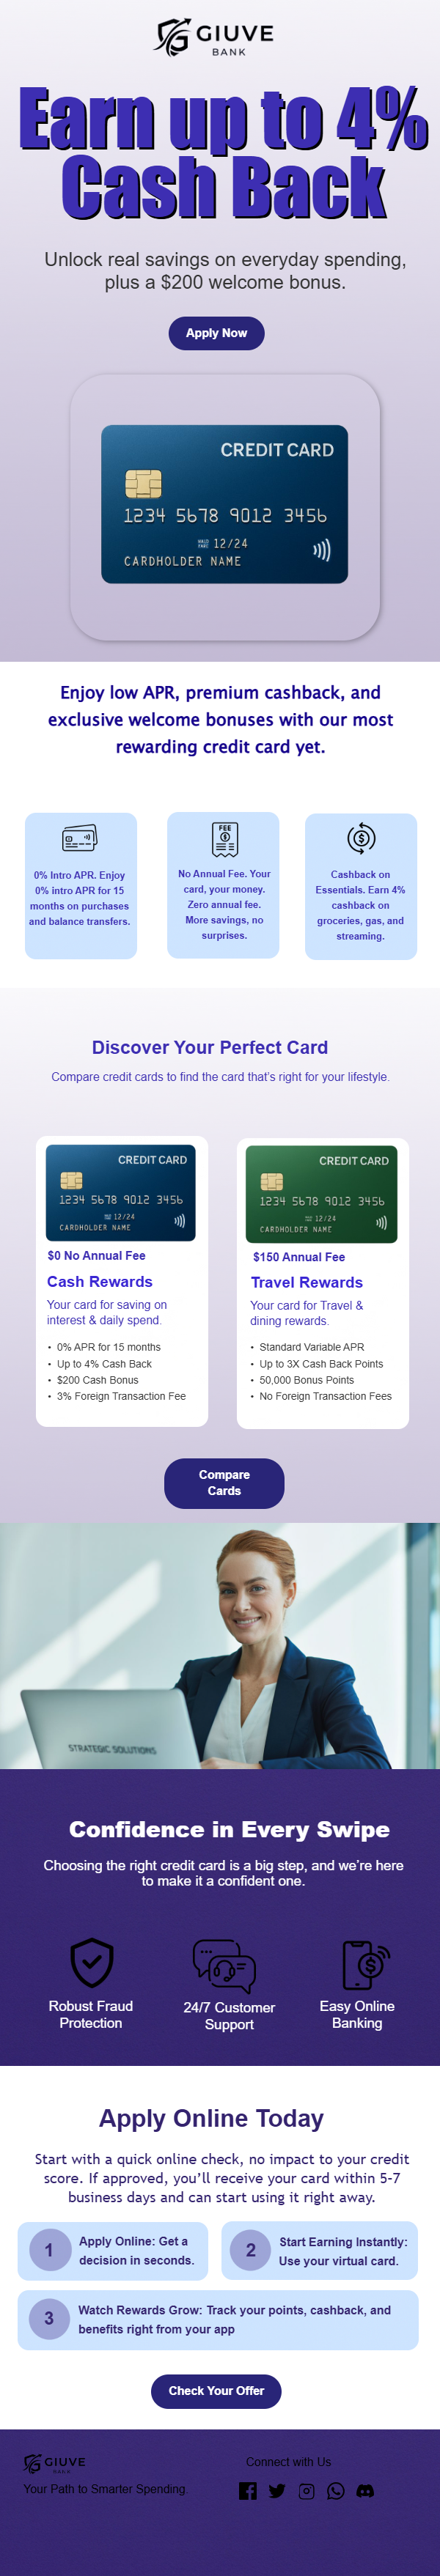 GIUVE
BANK
Earn up to 4%
Cash Back
Unlock real savings on everyday spending,
plus a $200 welcome bonus.
Apply Now
CREDIT CARD
1234 5678 9012 3456
12/24
CARDHOLDER NAME
Enjoy low APR, premium cashback, and
exclusive welcome bonuses with our most
rewarding credit card yet.
0% Intro APR. Enjoy
0% intro APR for 15
months on purchases
and balance transfers.
FEE
No Annual Fee. Your
card, your money.
Zero annual fee.
More savings, no
surprises.
Cashback on
Essentials. Earn 4%
cashback on
groceries, gas, and
streaming.
Discover Your Perfect Card
Compare credit cards to find the card that's right for your lifestyle.
CREDIT CARD
1234 5678 9012 3456
12/24
CARDHOLDER NAME
$0 No Annual Fee
Cash Rewards
Your card for saving on
interest & daily spend.
• 0% APR for 15 months
• Up to 4% Cash Back
• $200 Cash Bonus
• 3% Foreign Transaction Fee
CREDIT CARD
1234 5678 9012 3456
12/24
CARDHOLDER NAME
$150 Annual Fee
Travel Rewards
Your card for Travel &
dining rewards.
• Standard Variable APR
• Up to 3X Cash Back Points
• 50,000 Bonus Points
• No Foreign Transaction Fees
Compare
Cards
STRATEGIC SOLUTIONS
Confidence in Every Swipe
Choosing the right credit card is a big step, and we're here
to make it a confident one.
Robust Fraud
Protection
24/7 Customer
Support
Easy Online
Banking
Apply Online Today
Start with a quick online check, no impact to your credit
score. If approved, you'll receive your card within 5-7
business days and can start using it right away.
1
Apply Online: Get a
decision in seconds.
2
Start Earning Instantly:
Use your virtual card.
3
Watch Rewards Grow: Track your points, cashback, and
benefits right from your app
Check Your Offer
GIUVE
BANK
Your Path to Smarter Spending.
Connect with Us